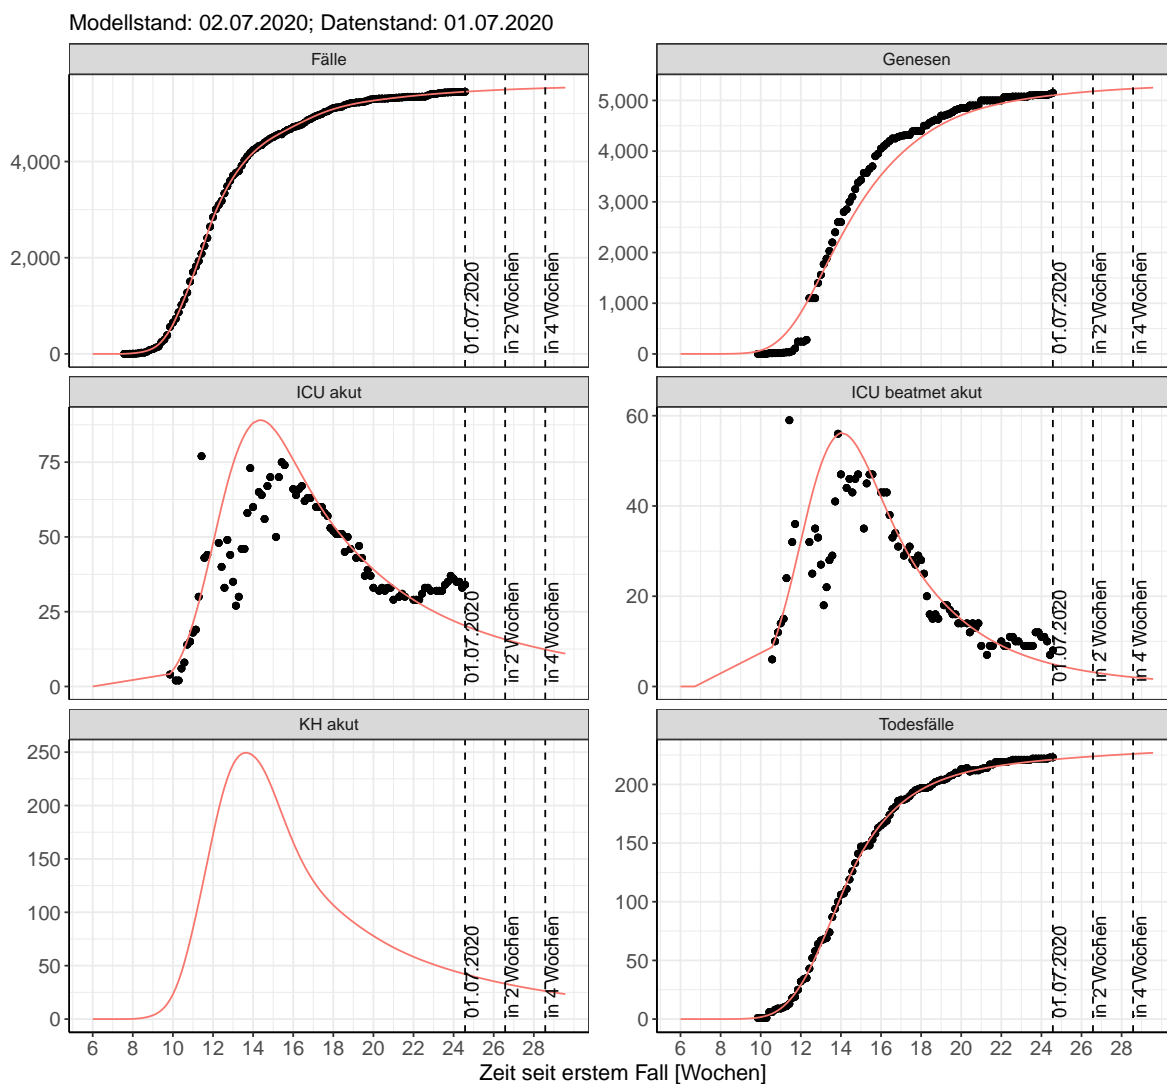 Modellstand: 02.07.2020; Datenstand: 01.07.2020
Fälle
Genesen
4,000
2,000
0
01.07.2020
in 2 Wochen
in 4 Wochen
5,000
4,000
3,000
2,000
1,000
0
01.07.2020
in 2 Wochen
in 4 Wochen
ICU akut
ICU beatmet akut
75
50
25
0
01.07.2020
in 2 Wochen
in 4 Wochen
60
40
20
0
01.07.2020
in 2 Wochen
in 4 Wochen
KH akut
Todesfälle
250
200
150
100
50
0
01.07.2020
in 2 Wochen
in 4 Wochen
200
150
100
50
0
01.07.2020
in 2 Wochen
in 4 Wochen
6 8 10 12 14 16 18 20 22 24 26 28
6 8 10 12 14 16 18 20 22 24 26 28
Zeit seit erstem Fall [Wochen]